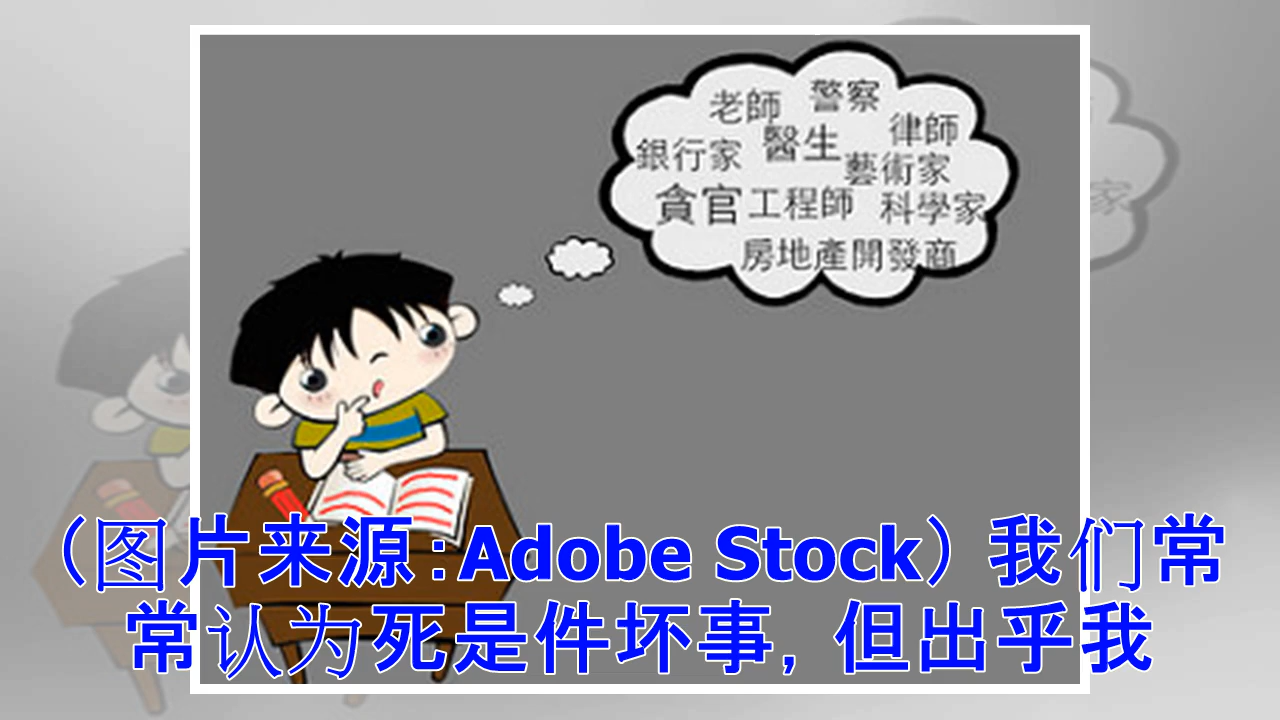 老師 警察 律師
銀行家 醫生 藝術家
貪官 工程師 科學家
房地產開發商
（图片来源：Adobe Stock）我们常
常认为死是件坏事，但出乎我
家